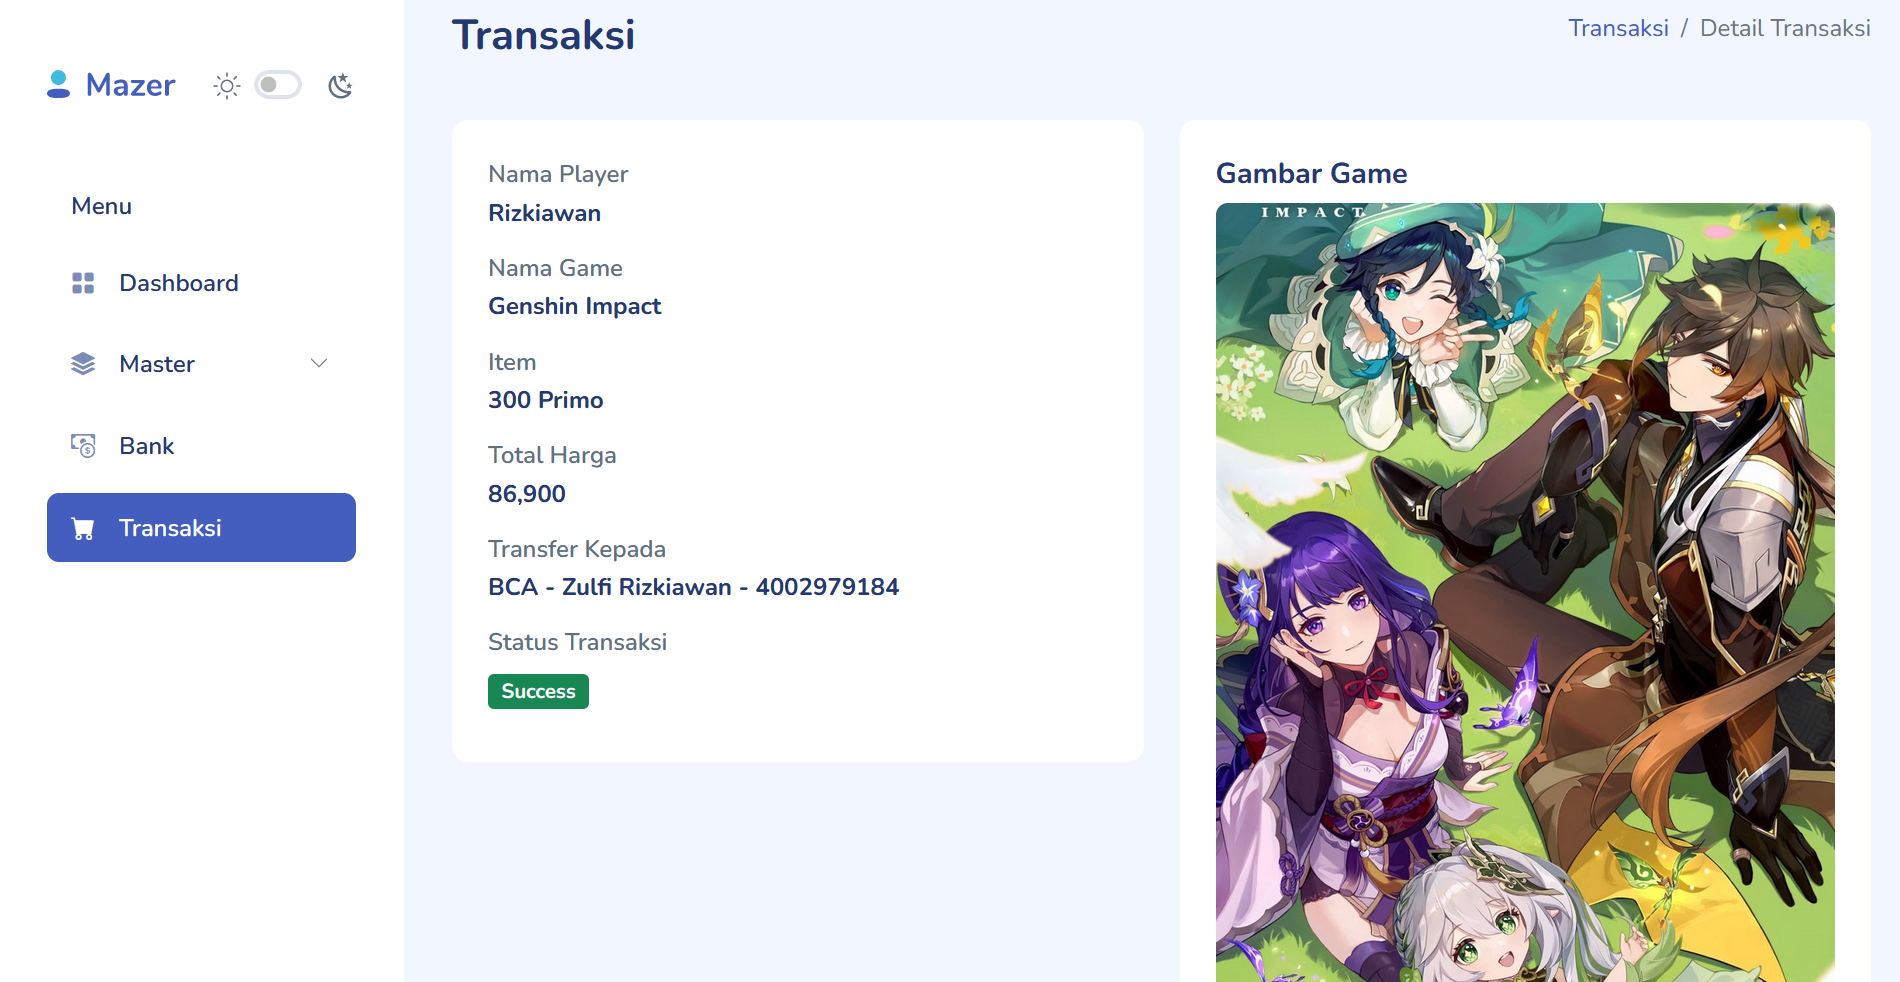 Mazer
Menu
Dashboard
Master
Bank
Transaksi
Transaksi
Transaksi / Detail Transaksi
Nama Player
Rizkiawan
Nama Game
Genshin Impact
Item
300 Primo
Total Harga
86,900
Transfer Kepada
BCA - Zulfi Rizkiawan - 4002979184
Status Transaksi
Success
Gambar Game
IMPACT